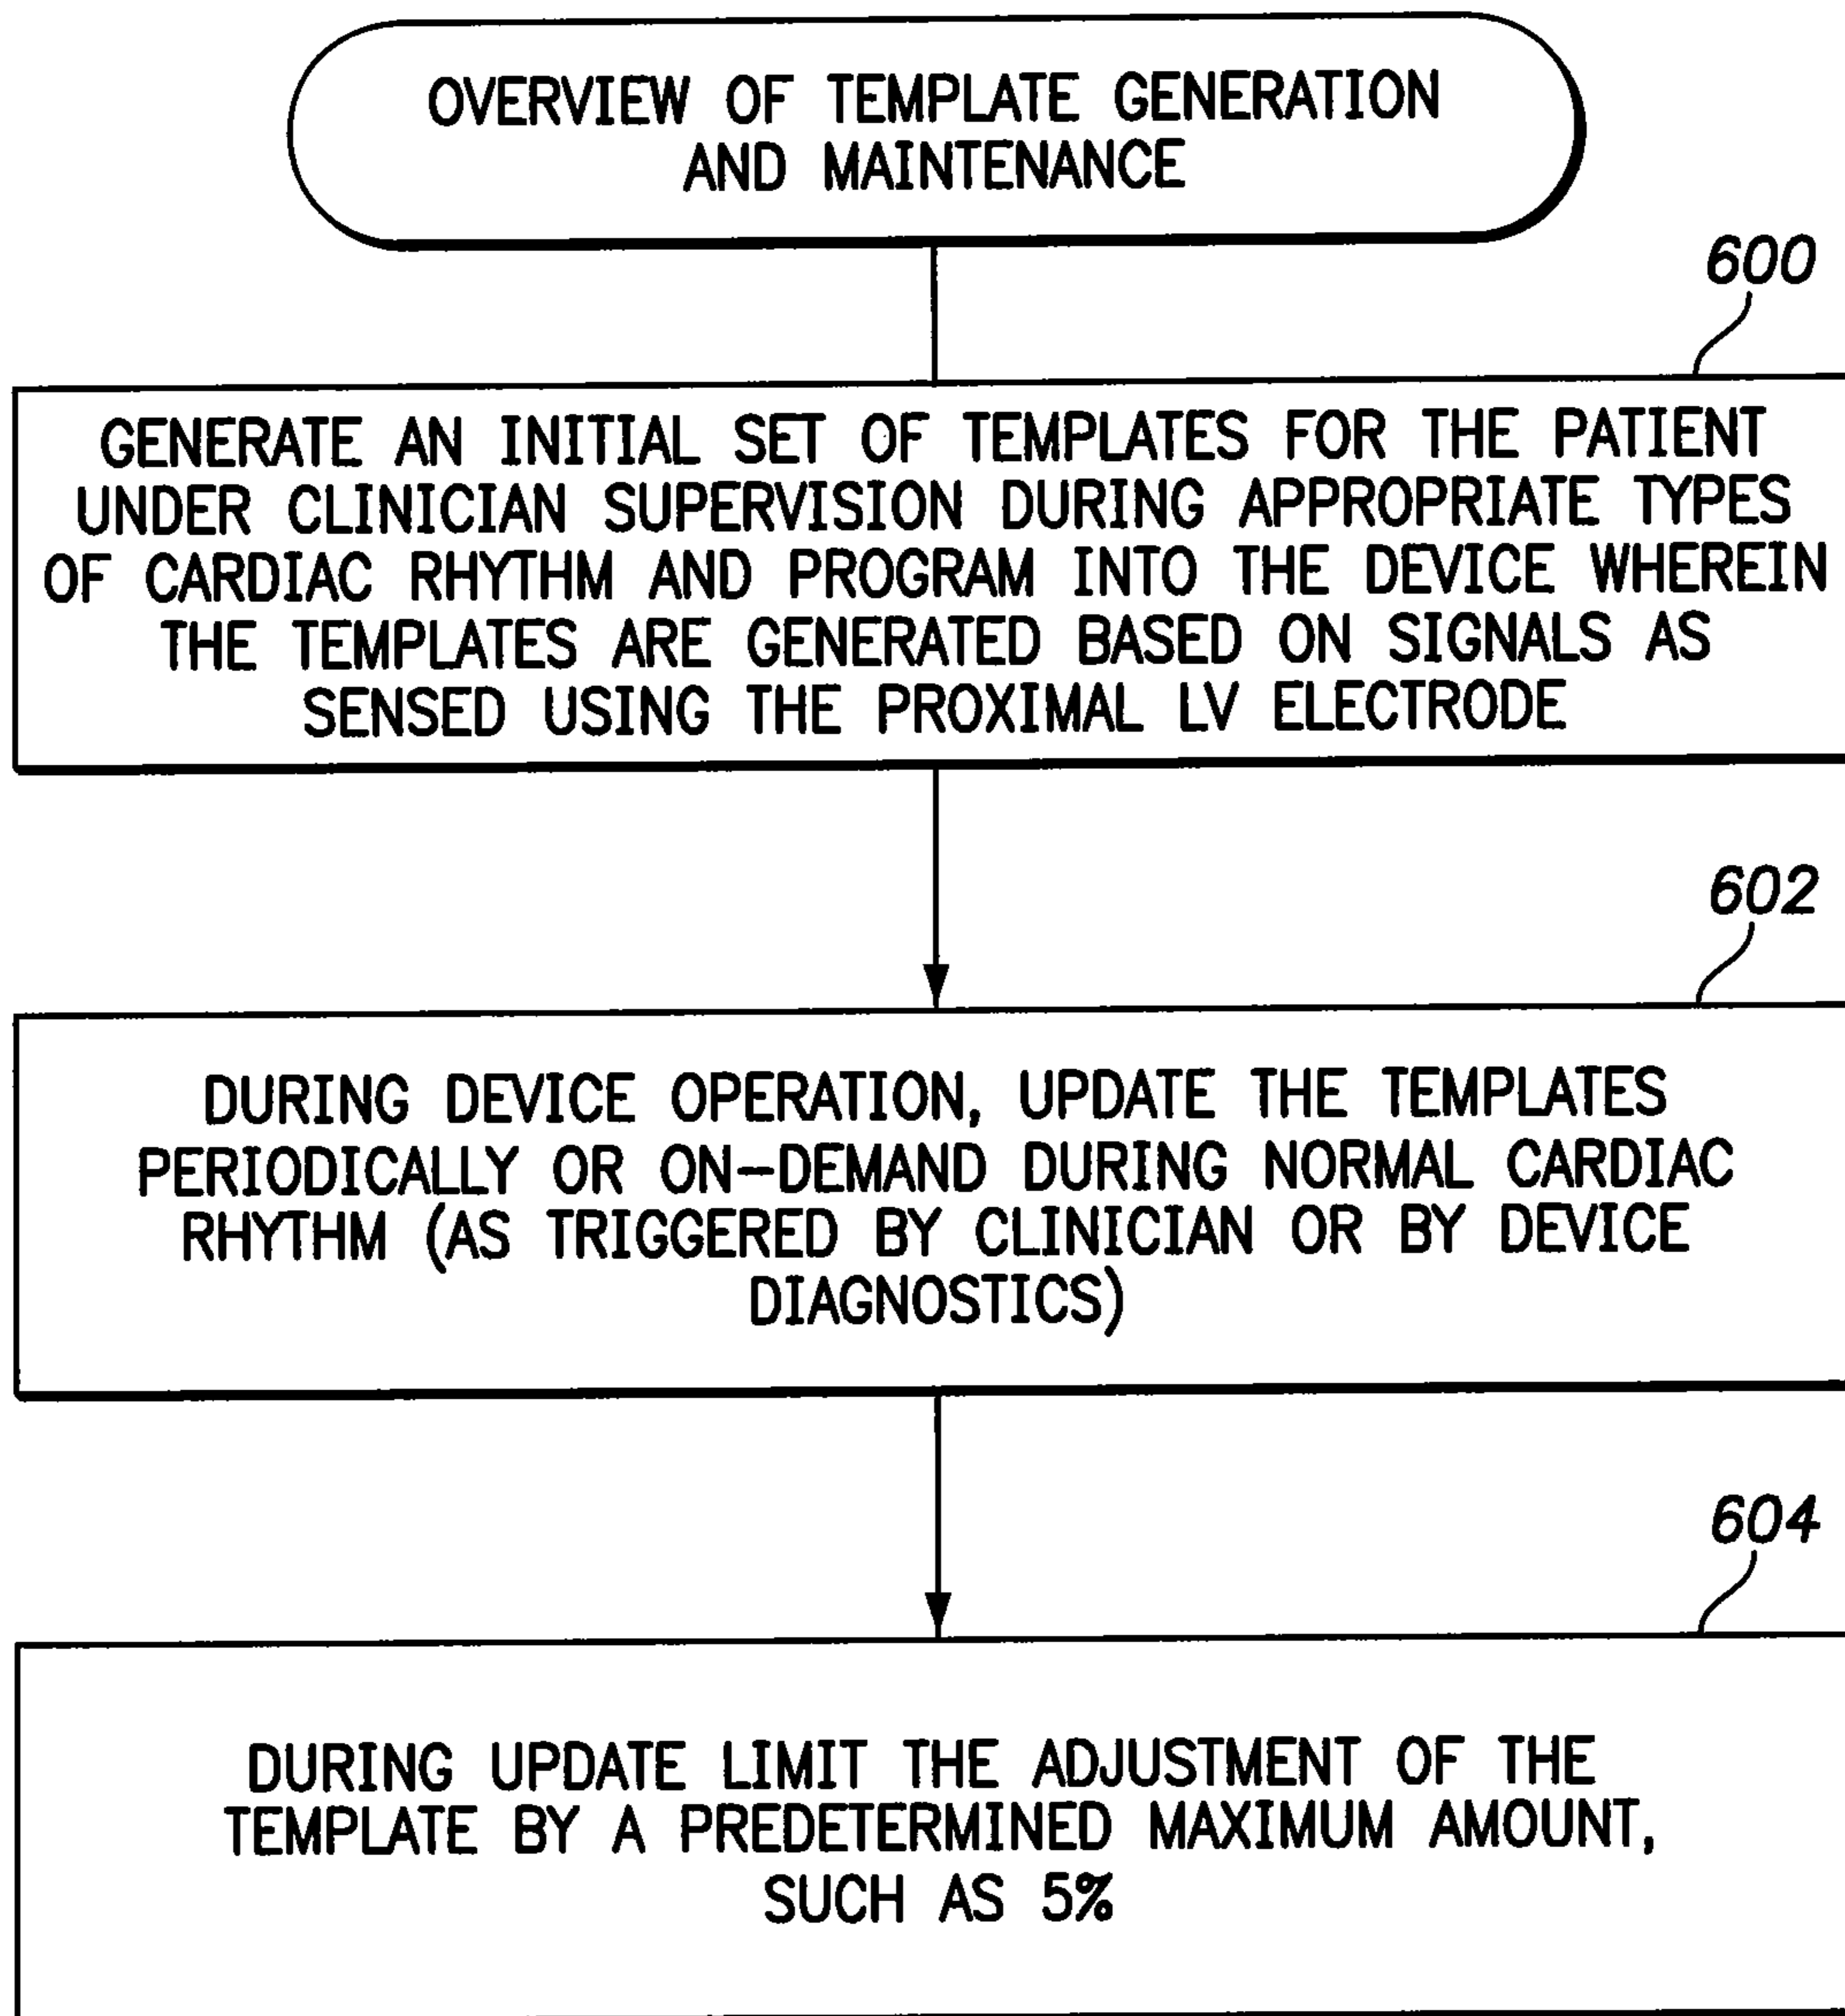 OVERVIEW OF TEMPLATE GENERATION
AND MAINTENANCE
600
GENERATE AN INITIAL SET OF TEMPLATES FOR THE PATIENT
UNDER CLINICIAN SUPERVISION DURING APPROPRIATE TYPES
OF CARDIAC RHYTHM AND PROGRAM INTO THE DEVICE WHEREIN
THE TEMPLATES ARE GENERATED BASED ON SIGNALS AS
SENSED USING THE PROXIMAL LV ELECTRODE
602
DURING DEVICE OPERATION, UPDATE THE TEMPLATES
PERIODICALLY OR ON-DEMAND DURING NORMAL CARDIAC
RHYTHM (AS TRIGGERED BY CLINICIAN OR BY DEVICE
DIAGNOSTICS)
604
DURING UPDATE LIMIT THE ADJUSTMENT OF THE
TEMPLATE BY A PREDETERMINED MAXIMUM AMOUNT,
SUCH AS 5%